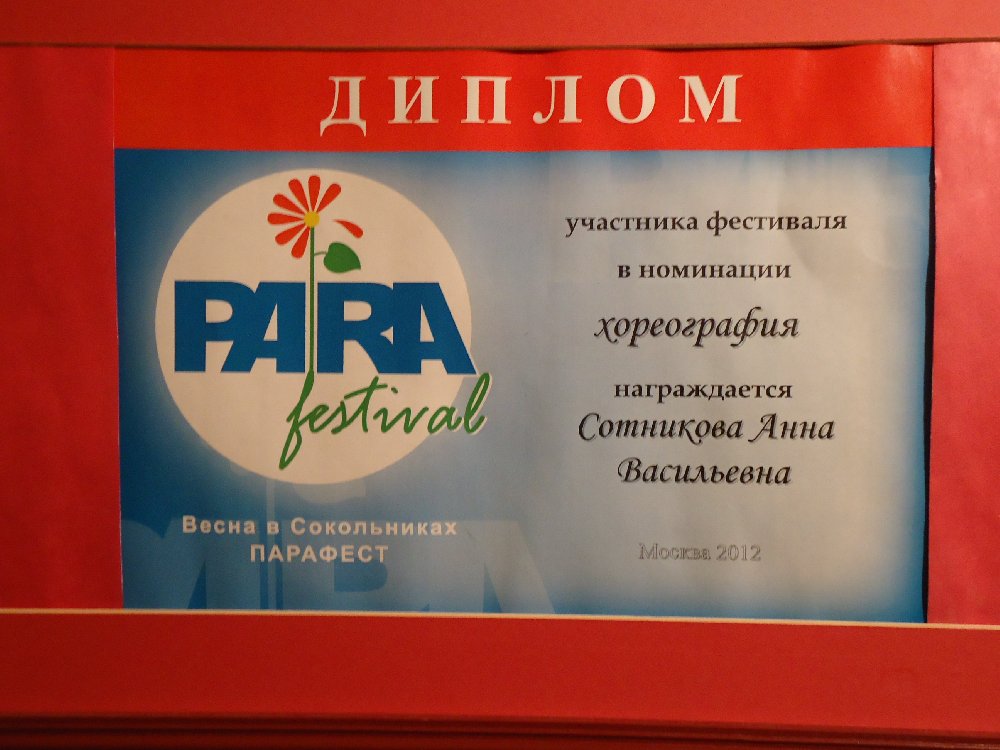 ДИПЛОМ
PARA
festival
Весна в Сокольниках
ПАРАФЕСТ
участника фестиваля
в номинации
хореография
награждается
Сотникова Анна
Васильевна
Москва 2012